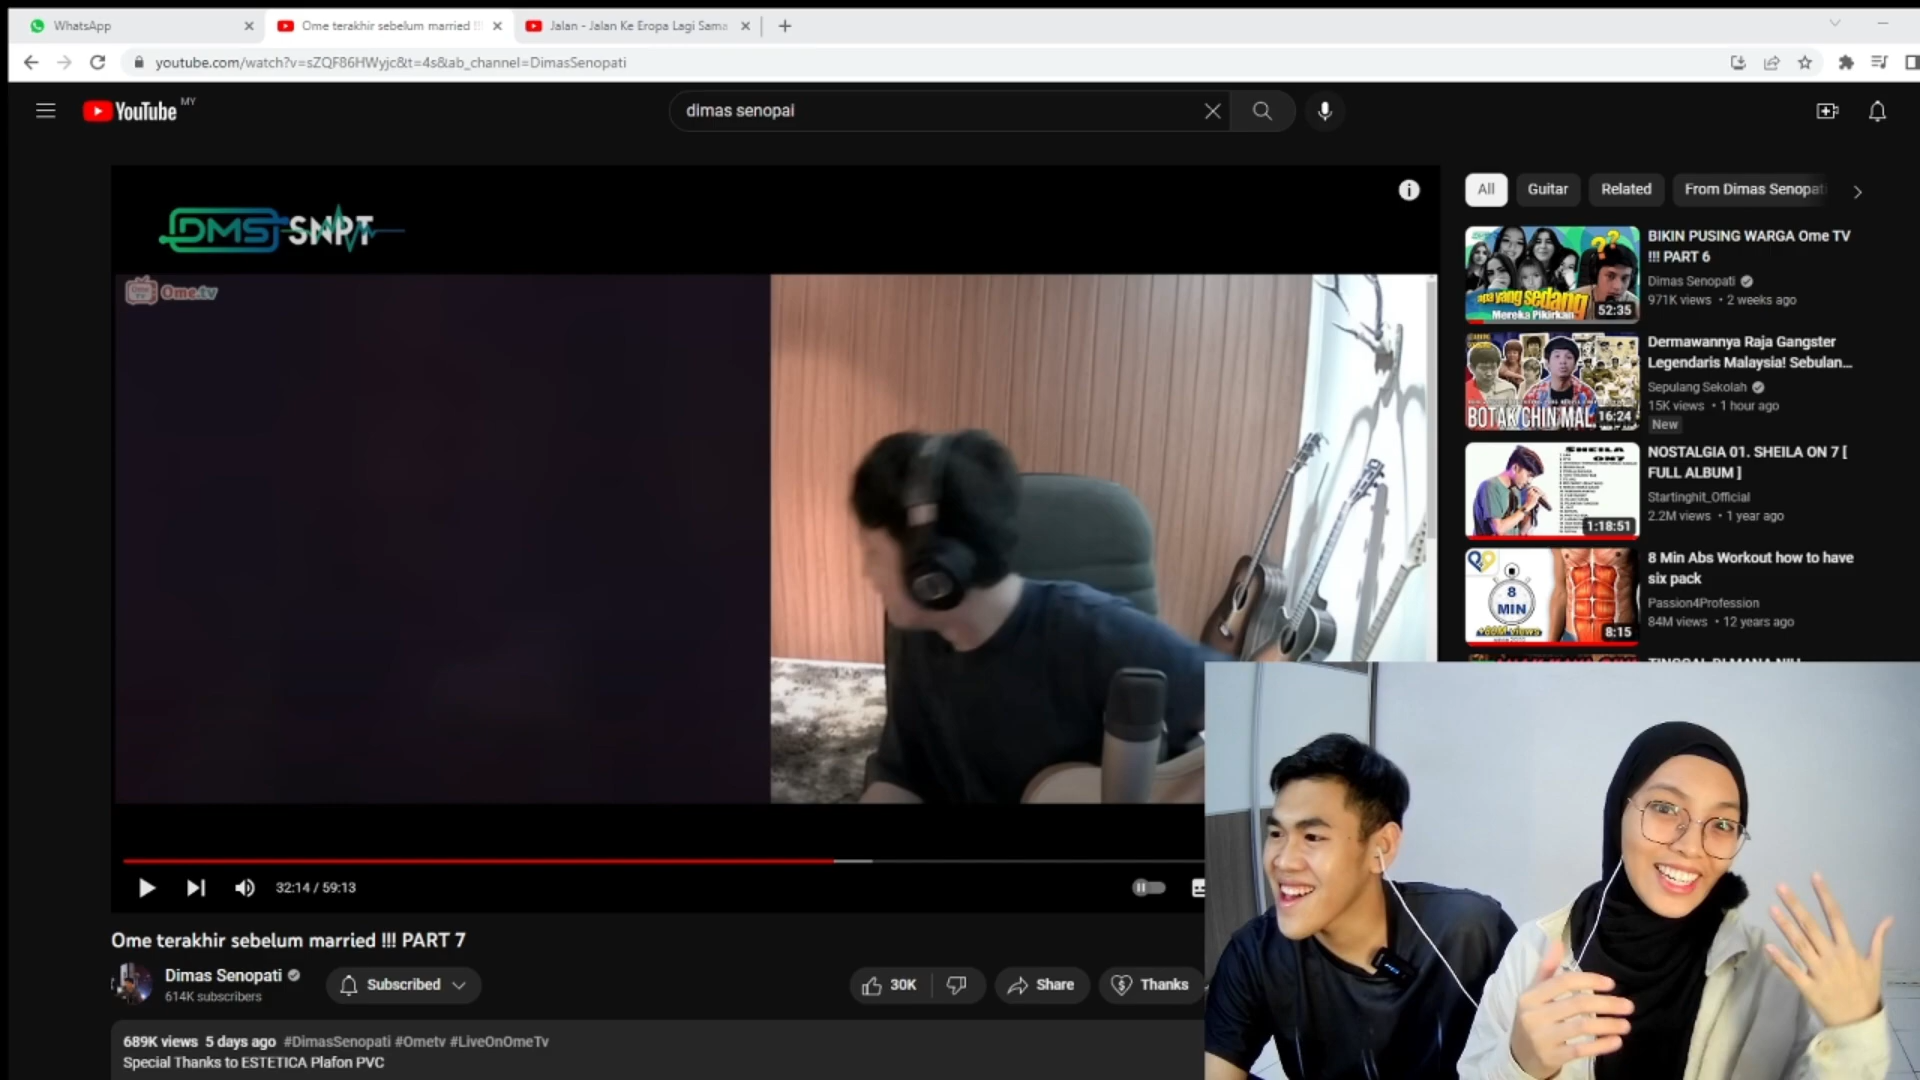 WhatsApp
Ome terakhir sebelum married !!
Jalan - Jalan Ke Eropa Lagi Sama
youtube.com/watch?v=sZQF86HWyjc&t=4s&ab_channel=DimasSenopati
YouTube MY
dimas senopai
DMS SNPT
Ome.tv
All
Guitar
Related
From Dimas Senopati
BIKIN PUSING WARGA Ome TV
!!! PART 6
Dimas Senopati
971K views • 2 weeks ago
apa yang sedang
Mereka Pikirkan
52:35
Dermawannya Raja Gangster
Legendaris Malaysia! Sebulan...
Sepulang Sekolah
15K views • 1 hour ago
New
BOTAK CHIN MAL
16:24
NOSTALGIA 01. SHEILA ON 7 [
FULL ALBUM ]
Startinghit_Official
2.2M views • 1 year ago
SHEILA
ON7
1:18:51
8 Min Abs Workout how to have
six pack
Passion4Profession
84M views • 12 years ago
8
MIN
8:15
32:14 / 59:13
Ome terakhir sebelum married !!! PART 7
Dimas Senopati
614K subscribers
Subscribed
30K
Share
Thanks
689K views 5 days ago #DimasSenopati #Ometv #LiveOnOmeTv
Special Thanks to ESTETICA Plafon PVC